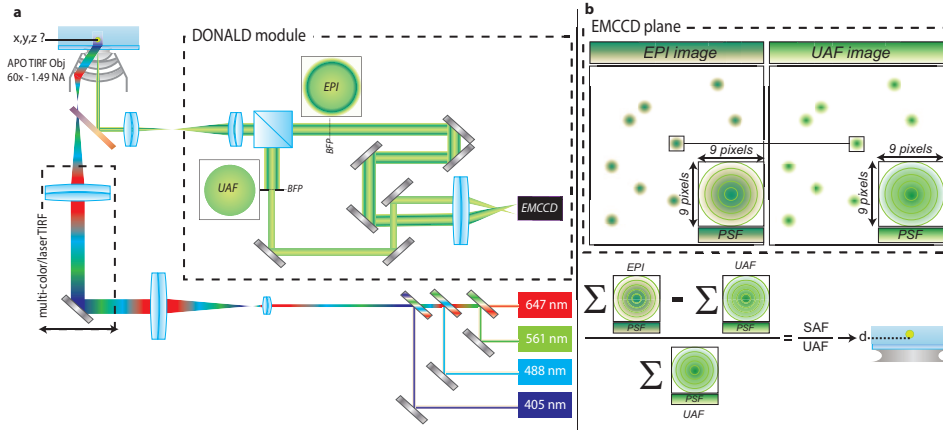 a
x,y,z ?
APO TIRF Obj
60x - 1.49 NA
DONALD module
EPI
BFP
UAF
BFP
EMCCD
multi-color/laserTIRF
647 nm
561 nm
488 nm
405 nm
b
EMCCD plane
EPI image
UAF image
9 pixels
9 pixels
PSF
9 pixels
9 pixels
PSF
EPI
UAF
∑
PSF
-
∑
PSF
∑
PSF
UAF
=
SAF
UAF
d